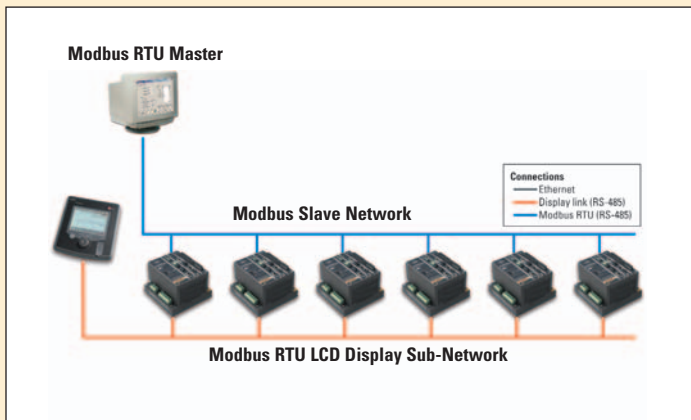 Modbus RTU Master
Connections
Ethernet
Display link (RS-485)
Modbus RTU (RS-485)
Modbus Slave Network
Modbus RTU LCD Display Sub-Network